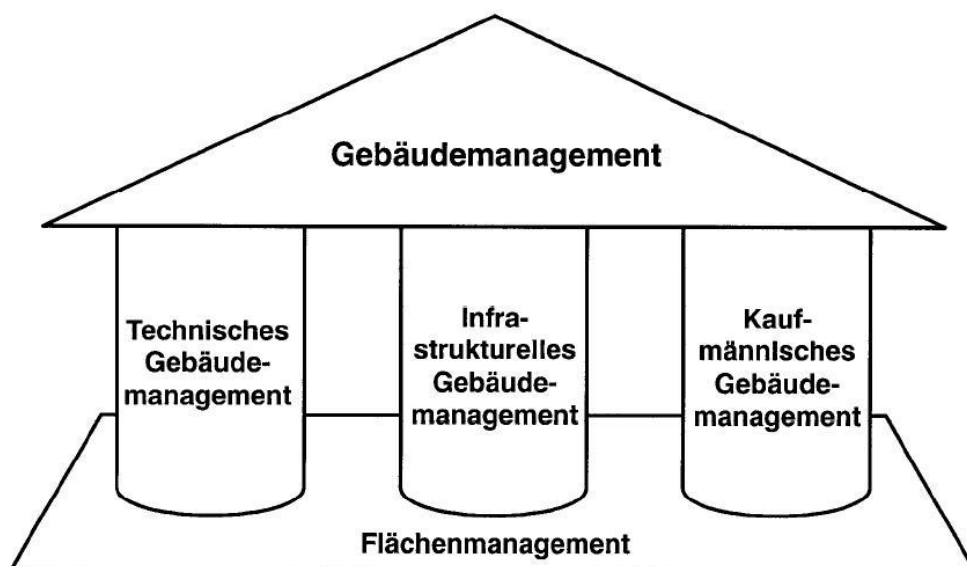 Gebäudemanagement
Technisches
Gebäude-
management
Infra-
strukturelles
Gebäude-
management
Kauf-
männisches
Gebäude-
management
Flächenmanagement